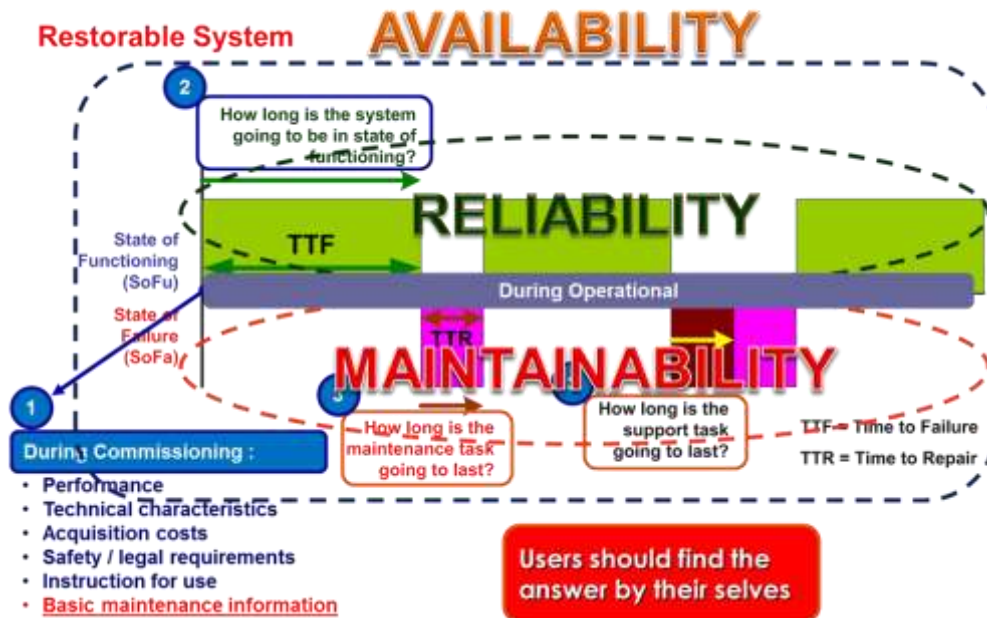 Restorable System
AVAILABILITY
2
How long is the system
going to be in state of
functioning?
RELIABILITY
TTF
State of
Functioning
(SoFu)
During Operational
State of
Failure
(SoFa)
TTR
MAINTAINABILITY
1
3
How long is the
maintenance task
going to last?
How long is the
support task
going to last?
TTF = Time to Failure
TTR = Time to Repair
During Commissioning :
• Performance
• Technical characteristics
• Acquisition costs
• Safety / legal requirements
• Instruction for use
• Basic maintenance information
Users should find the
answer by their selves